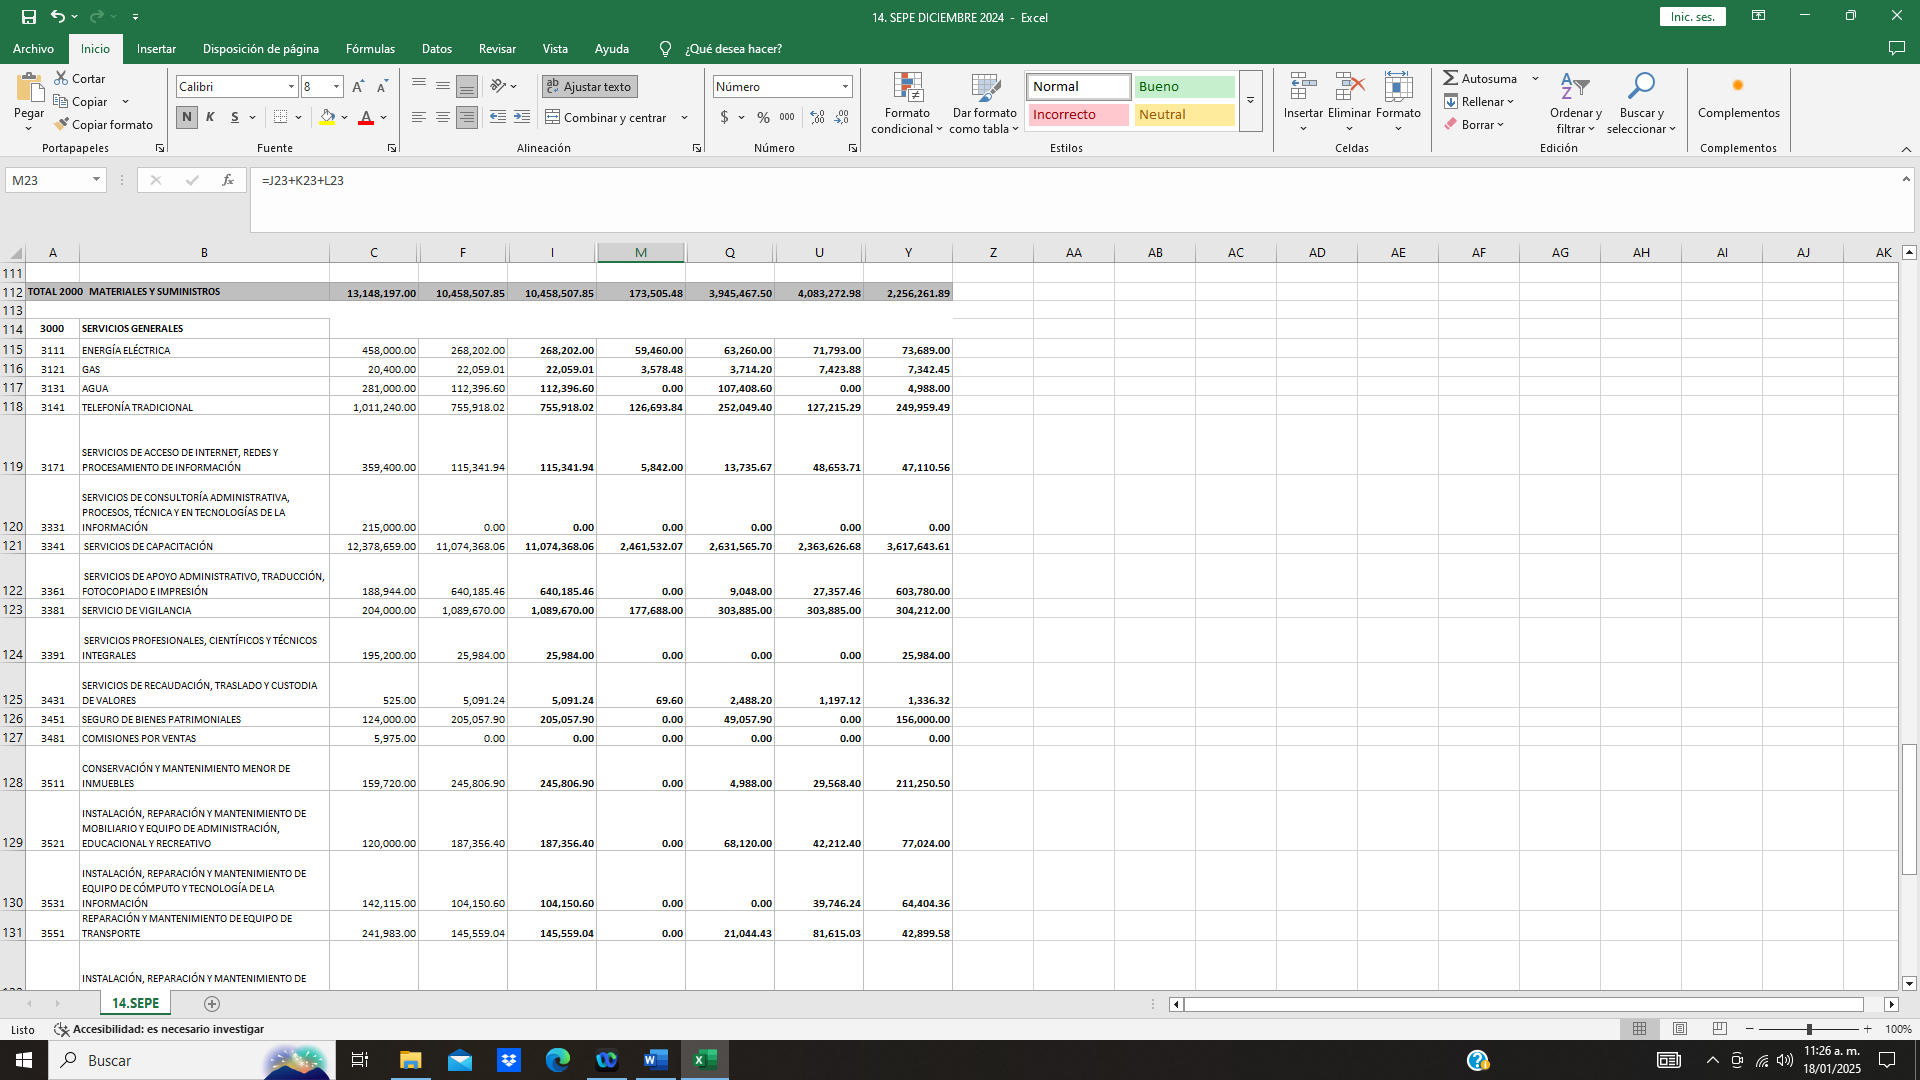 14. SEPE DICIEMBRE 2024 - Excel
Inic. ses.
Archivo Inicio Insertar Disposición de página Fórmulas Datos Revisar Vista Ayuda ¿Qué desea hacer?
Pegar
Cortar
Copiar
Copiar formato
Portapapeles
Calibri 8
N K S
Fuente
Ajustar texto
Combinar y centrar
Alineación
Número
$ % 000
Número
Formato condicional
Dar formato como tabla
Normal Bueno
Incorrecto Neutral
Estilos
Insertar Eliminar Formato
Celdas
Autosuma
Rellenar
Borrar
Ordenar y filtrar
Buscar y seleccionar
Edición
Complementos
Complementos
M23 fx =J23+K23+L23
A B C F I M Q U Y Z AA AB AC AD AE AF AG AH AI AJ AK
111
112 TOTAL 2000 MATERIALES Y SUMINISTROS 13,148,197.00 10,458,507.85 10,458,507.85 173,505.48 3,945,467.50 4,083,272.98 2,256,261.89
113
114 3000 SERVICIOS GENERALES
115 3111 ENERGÍA ELÉCTRICA 458,000.00 268,202.00 268,202.00 59,460.00 63,260.00 71,793.00 73,689.00
116 3121 GAS 20,400.00 22,059.01 22,059.01 3,578.48 3,714.20 7,423.88 7,342.45
117 3131 AGUA 281,000.00 112,396.60 112,396.60 0.00 107,408.60 0.00 4,988.00
118 3141 TELEFONÍA TRADICIONAL 1,011,240.00 755,918.02 755,918.02 126,693.84 252,049.40 127,215.29 249,959.49
SERVICIOS DE ACCESO DE INTERNET, REDES Y
119 3171 PROCESAMIENTO DE INFORMACIÓN 359,400.00 115,341.94 115,341.94 5,842.00 13,735.67 48,653.71 47,110.56
SERVICIOS DE CONSULTORÍA ADMINISTRATIVA,
PROCESOS, TÉCNICA Y EN TECNOLOGÍAS DE LA
120 3331 INFORMACIÓN 215,000.00 0.00 0.00 0.00 0.00 0.00 0.00
121 3341 SERVICIOS DE CAPACITACIÓN 12,378,659.00 11,074,368.06 11,074,368.06 2,461,532.07 2,631,565.70 2,363,626.68 3,617,643.61
SERVICIOS DE APOYO ADMINISTRATIVO, TRADUCCIÓN,
122 3361 FOTOCOPIADO E IMPRESIÓN 188,944.00 640,185.46 640,185.46 0.00 9,048.00 27,357.46 603,780.00
123 3381 SERVICIO DE VIGILANCIA 204,000.00 1,089,670.00 1,089,670.00 177,688.00 303,885.00 303,885.00 304,212.00
SERVICIOS PROFESIONALES, CIENTÍFICOS Y TÉCNICOS
124 3391 INTEGRALES 195,200.00 25,984.00 25,984.00 0.00 0.00 0.00 25,984.00
SERVICIOS DE RECAUDACIÓN, TRASLADO Y CUSTODIA
125 3431 DE VALORES 525.00 5,091.24 5,091.24 69.60 2,488.20 1,197.12 1,336.32
126 3451 SEGURO DE BIENES PATRIMONIALES 124,000.00 205,057.90 205,057.90 0.00 49,057.90 0.00 156,000.00
127 3481 COMISIONES POR VENTAS 5,975.00 0.00 0.00 0.00 0.00 0.00 0.00
CONSERVACIÓN Y MANTENIMIENTO MENOR DE
128 3511 INMUEBLES 159,720.00 245,806.90 245,806.90 0.00 4,988.00 29,568.40 211,250.50
INSTALACIÓN, REPARACIÓN Y MANTENIMIENTO DE
MOBILIARIO Y EQUIPO DE ADMINISTRACIÓN,
129 3521 EDUCACIONAL Y RECREATIVO 120,000.00 187,356.40 187,356.40 0.00 68,120.00 42,212.40 77,024.00
INSTALACIÓN, REPARACIÓN Y MANTENIMIENTO DE
EQUIPO DE CÓMPUTO Y TECNOLOGÍA DE LA
130 3531 INFORMACIÓN 142,115.00 104,150.60 104,150.60 0.00 0.00 39,746.24 64,404.36
REPARACIÓN Y MANTENIMIENTO DE EQUIPO DE
131 3551 TRANSPORTE 241,983.00 145,559.04 145,559.04 0.00 21,044.43 81,615.03 42,899.58
INSTALACIÓN, REPARACIÓN Y MANTENIMIENTO DE
14.SEPE
Listo Accesibilidad: es necesario investigar 100%
Buscar
11:26 a. m.
18/01/2025